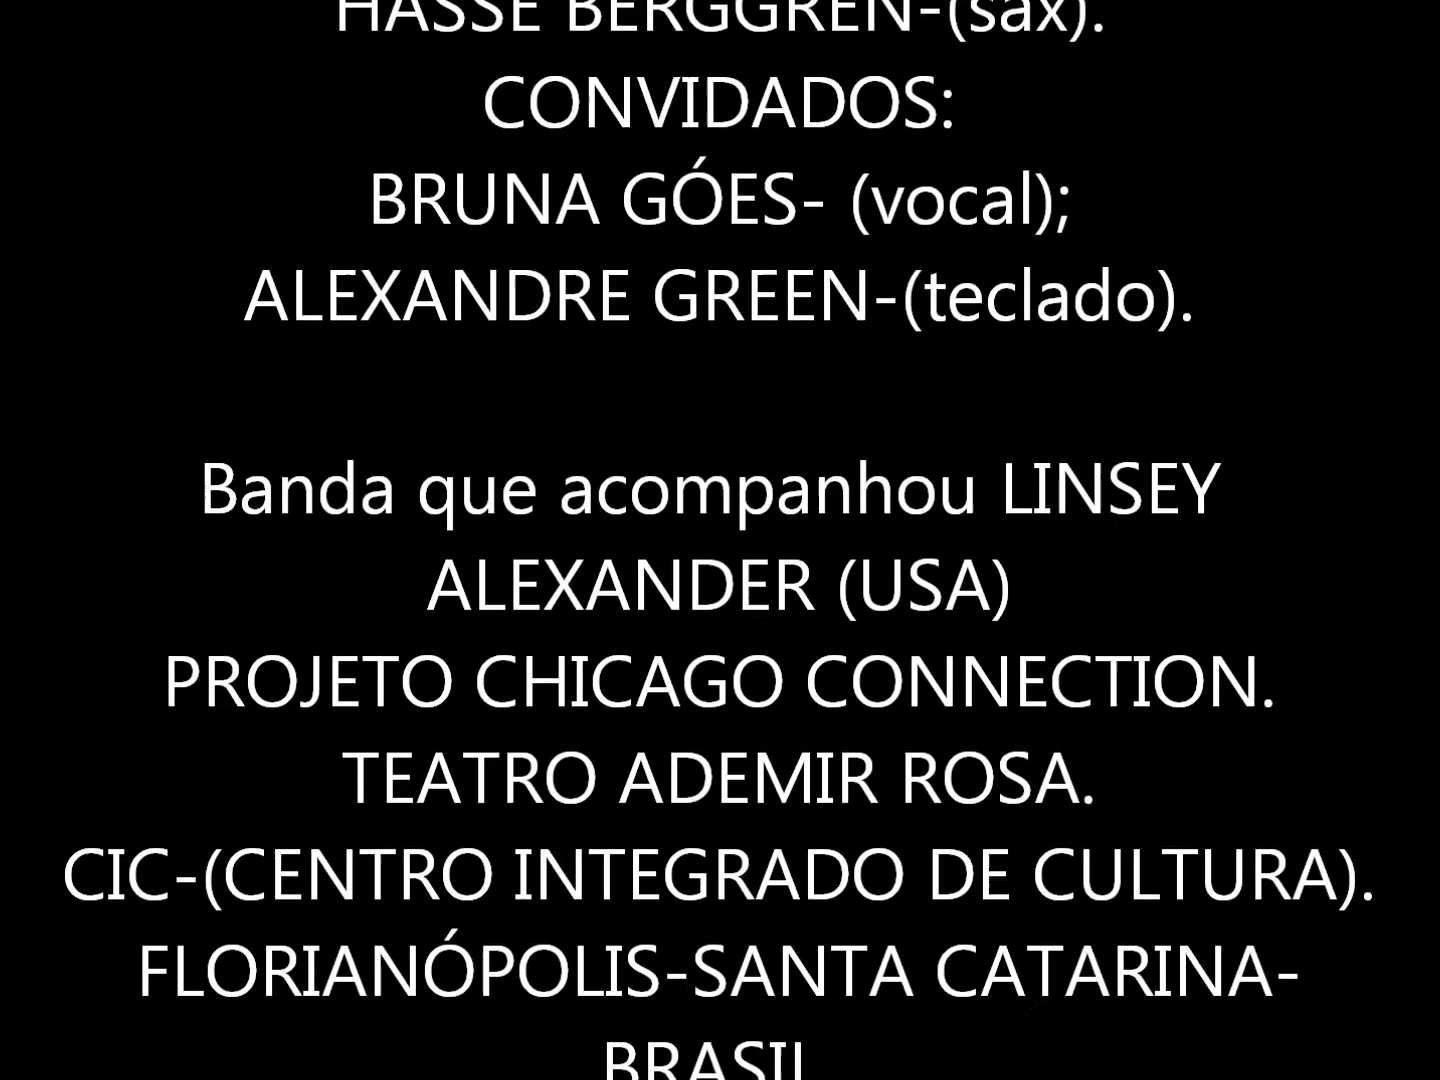 HASSE BERGGREN-(sax).
CONVIDADOS:
BRUNA GÓES- (vocal);
ALEXANDRE GREEN-(teclado).
Banda que acompanhou LINSEY
ALEXANDER (USA)
PROJETO CHICAGO CONNECTION.
TEATRO ADEMIR ROSA.
CIC-(CENTRO INTEGRADO DE CULTURA).
FLORIANÓPOLIS-SANTA CATARINA-
BRASIL